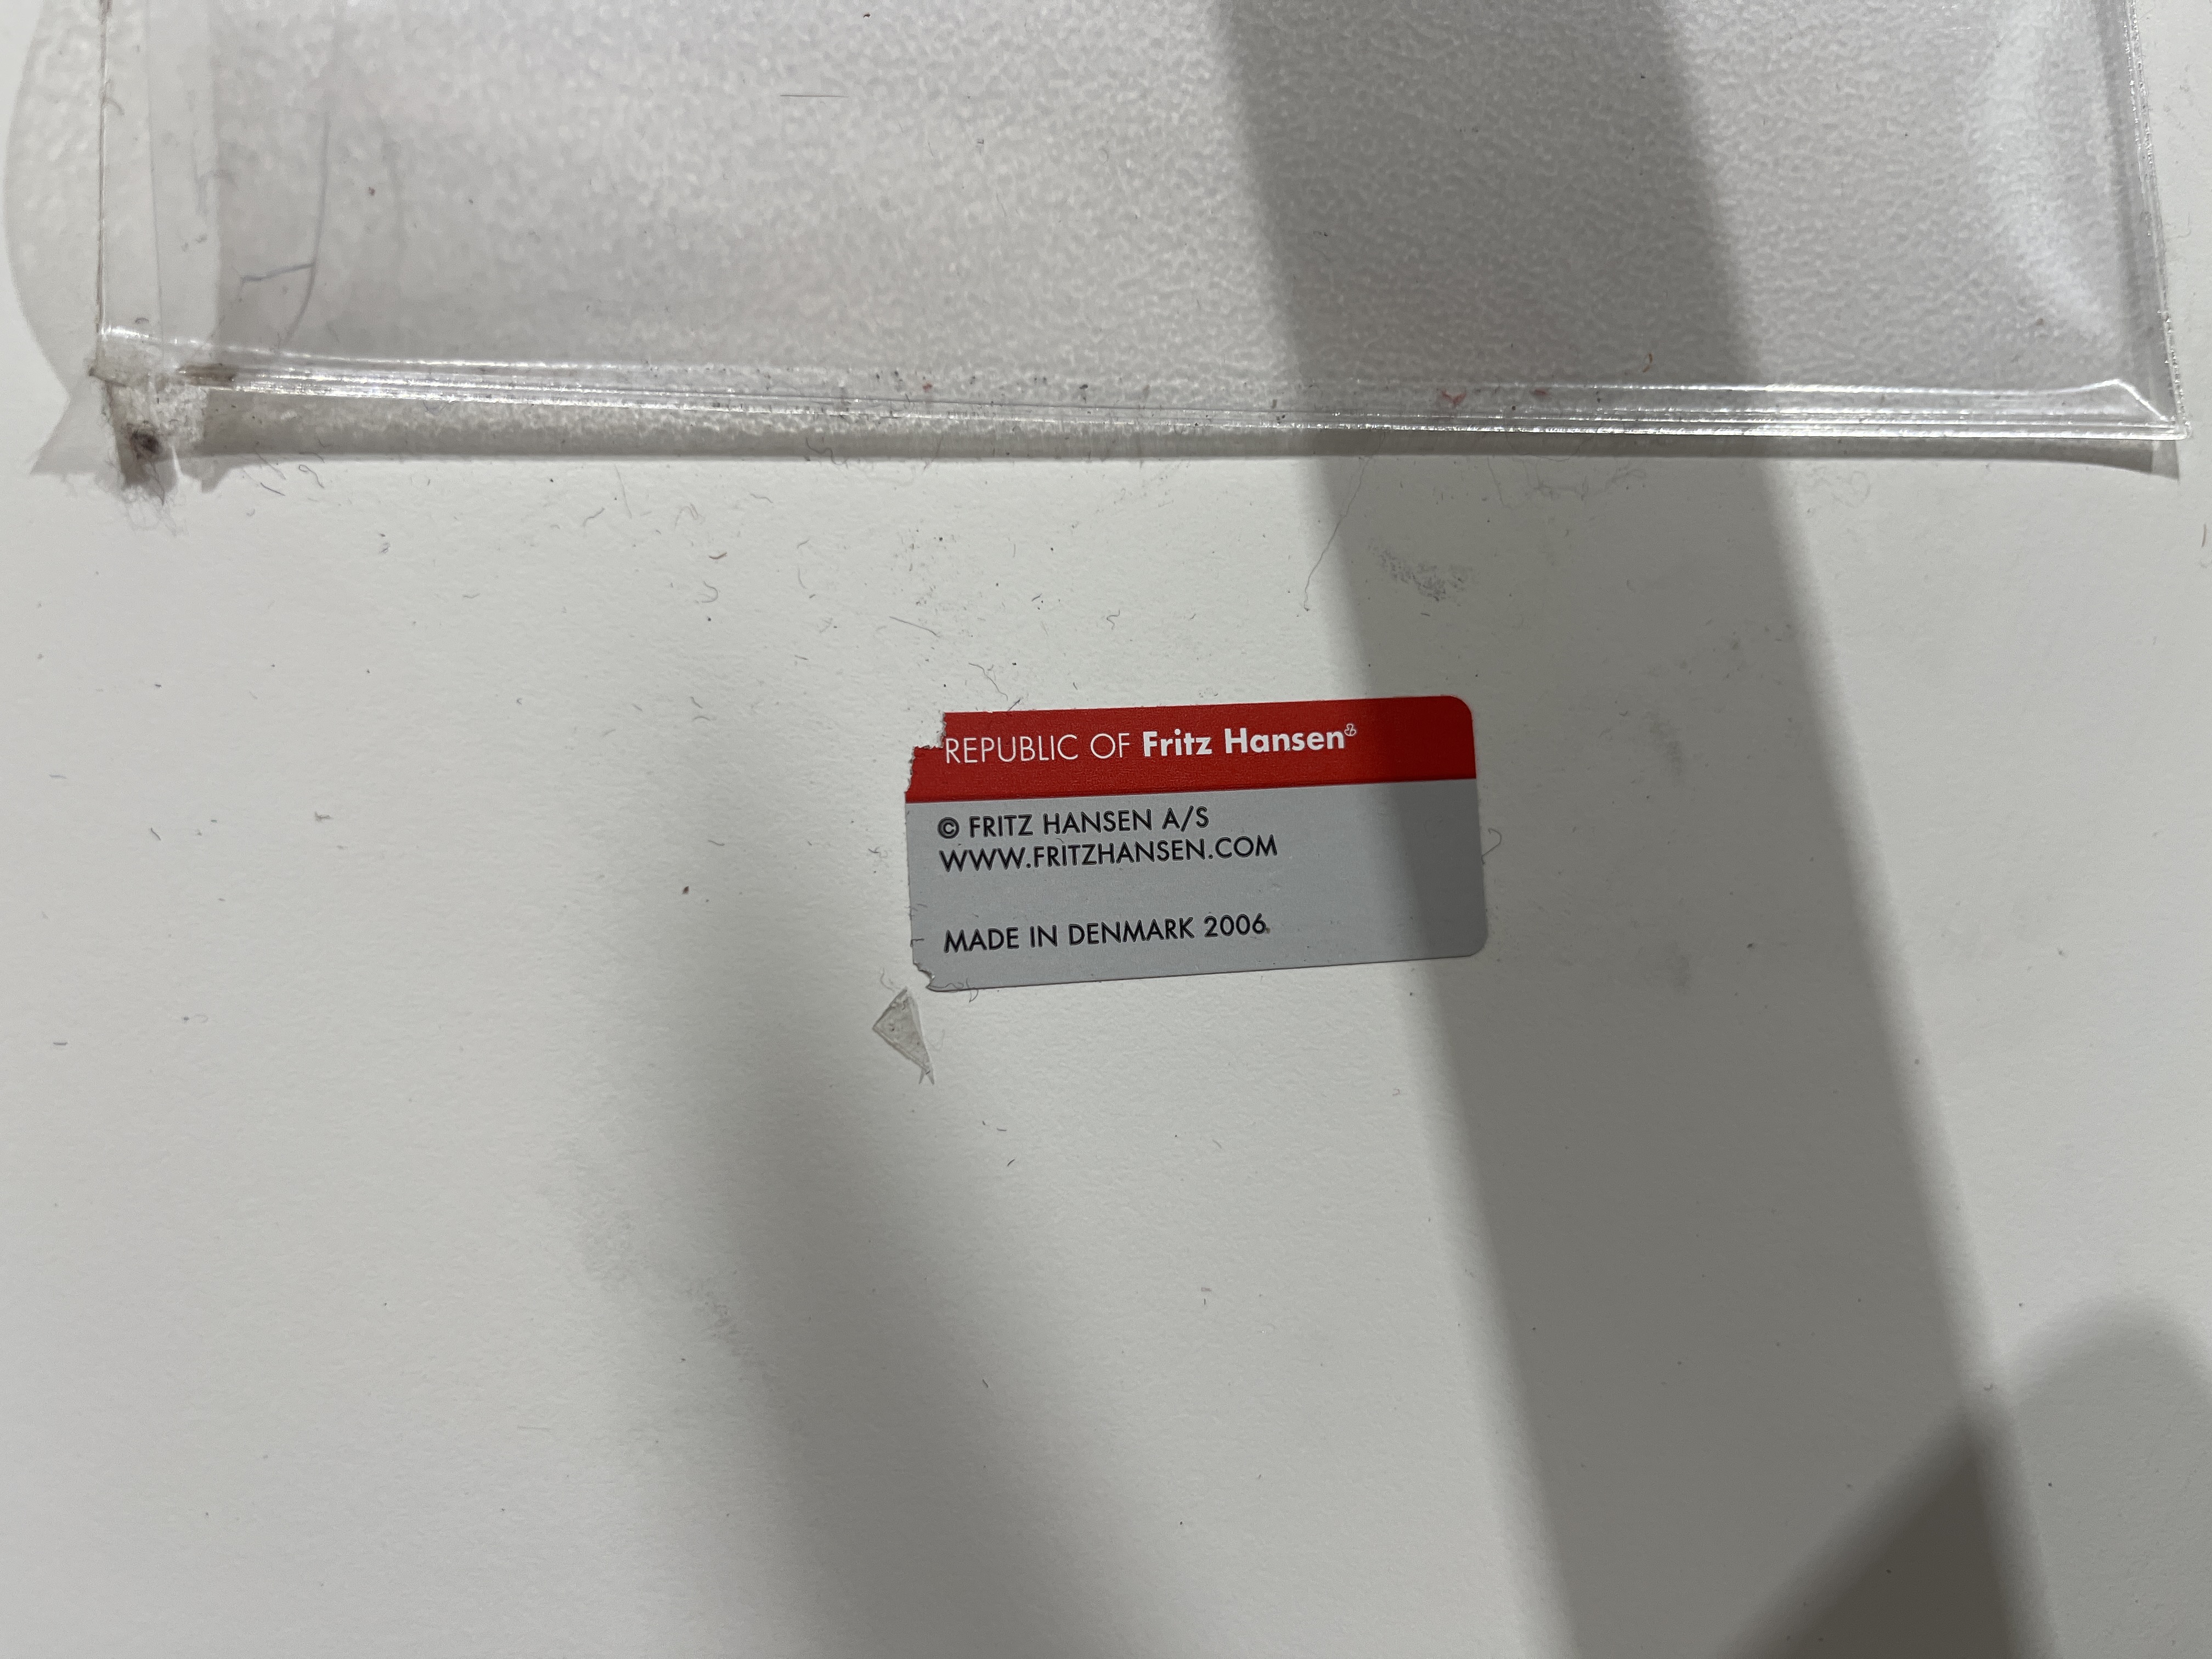 REPUBLIC OF Fritz Hansen
© FRITZ HANSEN A/S
WWW.FRITZHANSEN.COM
MADE IN DENMARK 2006